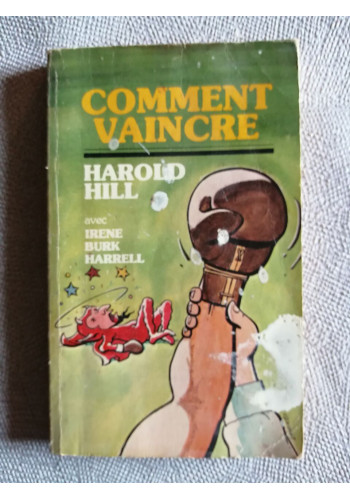 COMMENT
VAINCRE
HAROLD
HILL
avec
IRENE
BURK
HARRELL